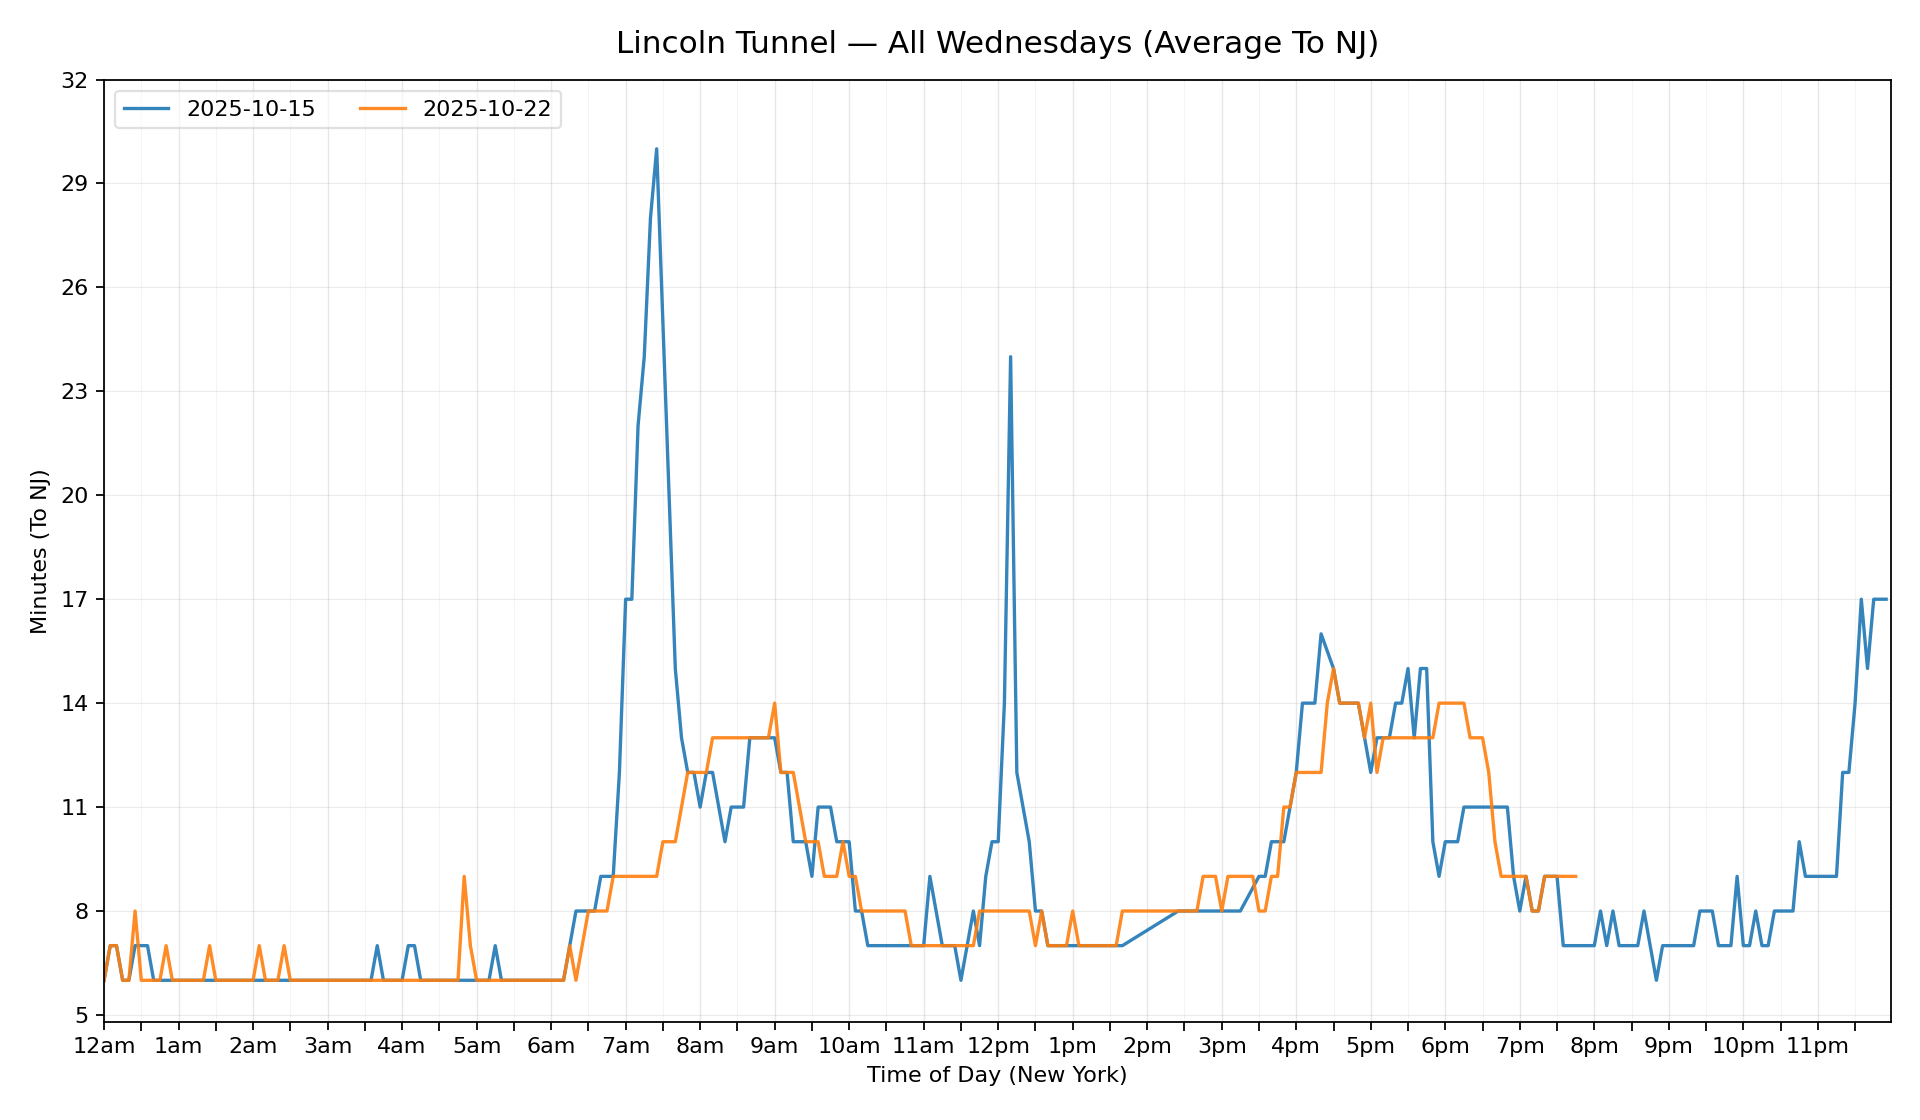 Lincoln Tunnel — All Wednesdays (Average To NJ)
2025-10-15 2025-10-22
Minutes (To NJ)
32
29
26
23
20
17
14
11
8
5
12am 1am 2am 3am 4am 5am 6am 7am 8am 9am 10am 11am 12pm 1pm 2pm 3pm 4pm 5pm 6pm 7pm 8pm 9pm 10pm 11pm
Time of Day (New York)